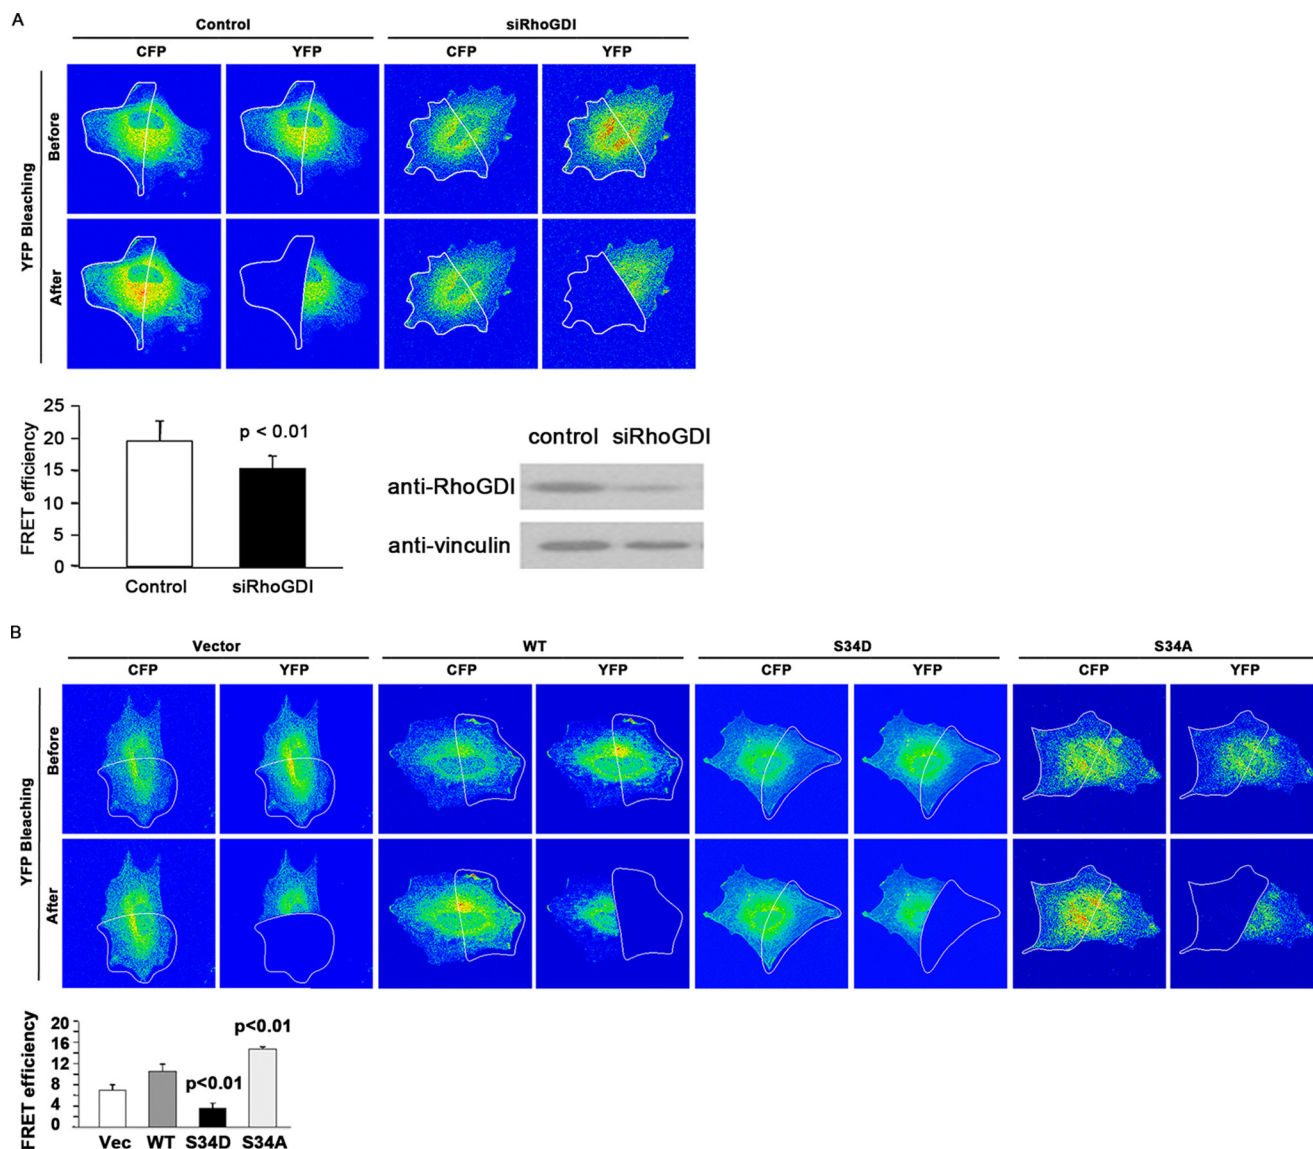 A
Control
siRhoGDI
CFP
YFP
CFP
YFP
YFP Bleaching
Before
After
FRET efficiency
25
20
15
10
5
0
p < 0.01
Control
siRhoGDI
control siRhoGDI
anti-RhoGDI
anti-vinculin
B
Vector
WT
S34D
S34A
CFP
YFP
CFP
YFP
CFP
YFP
CFP
YFP
YFP Bleaching
Before
After
FRET efficiency
20
16
12
8
4
0
p<0.01
p<0.01
Vec WT S34D S34A